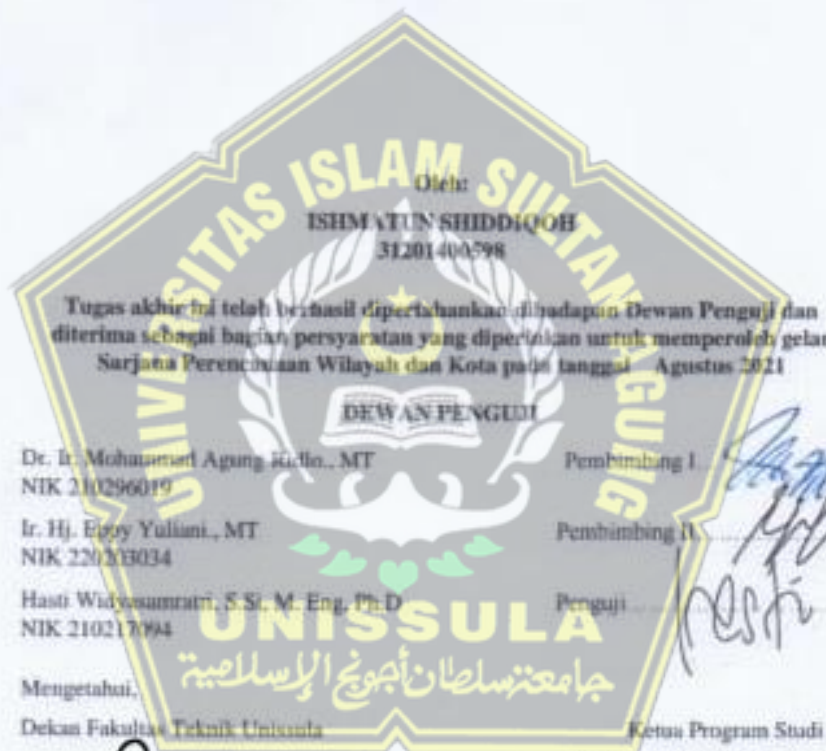 UNIVERSITAS ISLAM SULTAN AGUNG
Oleh:
ISHMATUN SHIDDIQOH
31201400598
Tugas akhir ini telah berhasil dipertahankan dihadapan Dewan Penguji dan
diterima sebagai bagian persyaratan yang diperlukan untuk memperoleh gelar
Sarjana Perencanaan Wilayah dan Kota pada tanggal Agustus 2021
DEWAN PENGUJI
Dr. Ir. Mohammad Agung Ridlo., MT Pembimbing I
NIK 210296019
Ir. Hj. Eppy Yuliani., MT Pembimbing II
NIK 220203034
Hasti Widyasamratri, S.Si, M. Eng, Ph.D Penguji
NIK 210217094
hesti
UNISSULA
جامعة سلطان أجونج الإسلامية
Mengetahui,
Dekan Fakultas Teknik Unissula Ketua Program Studi